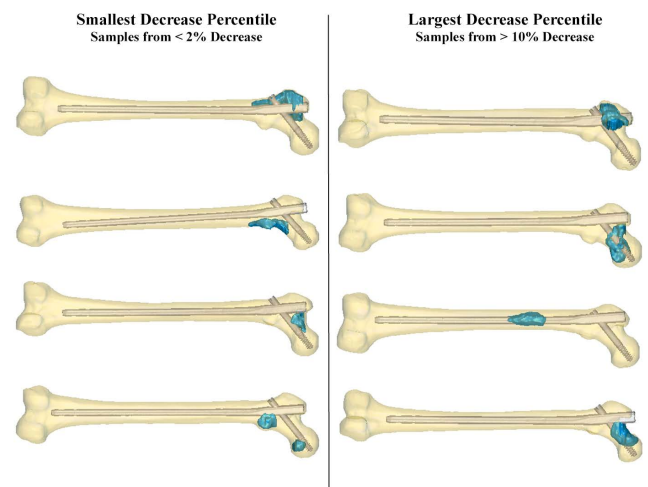 Smallest Decrease Percentile
Samples from < 2% Decrease
Largest Decrease Percentile
Samples from > 10% Decrease